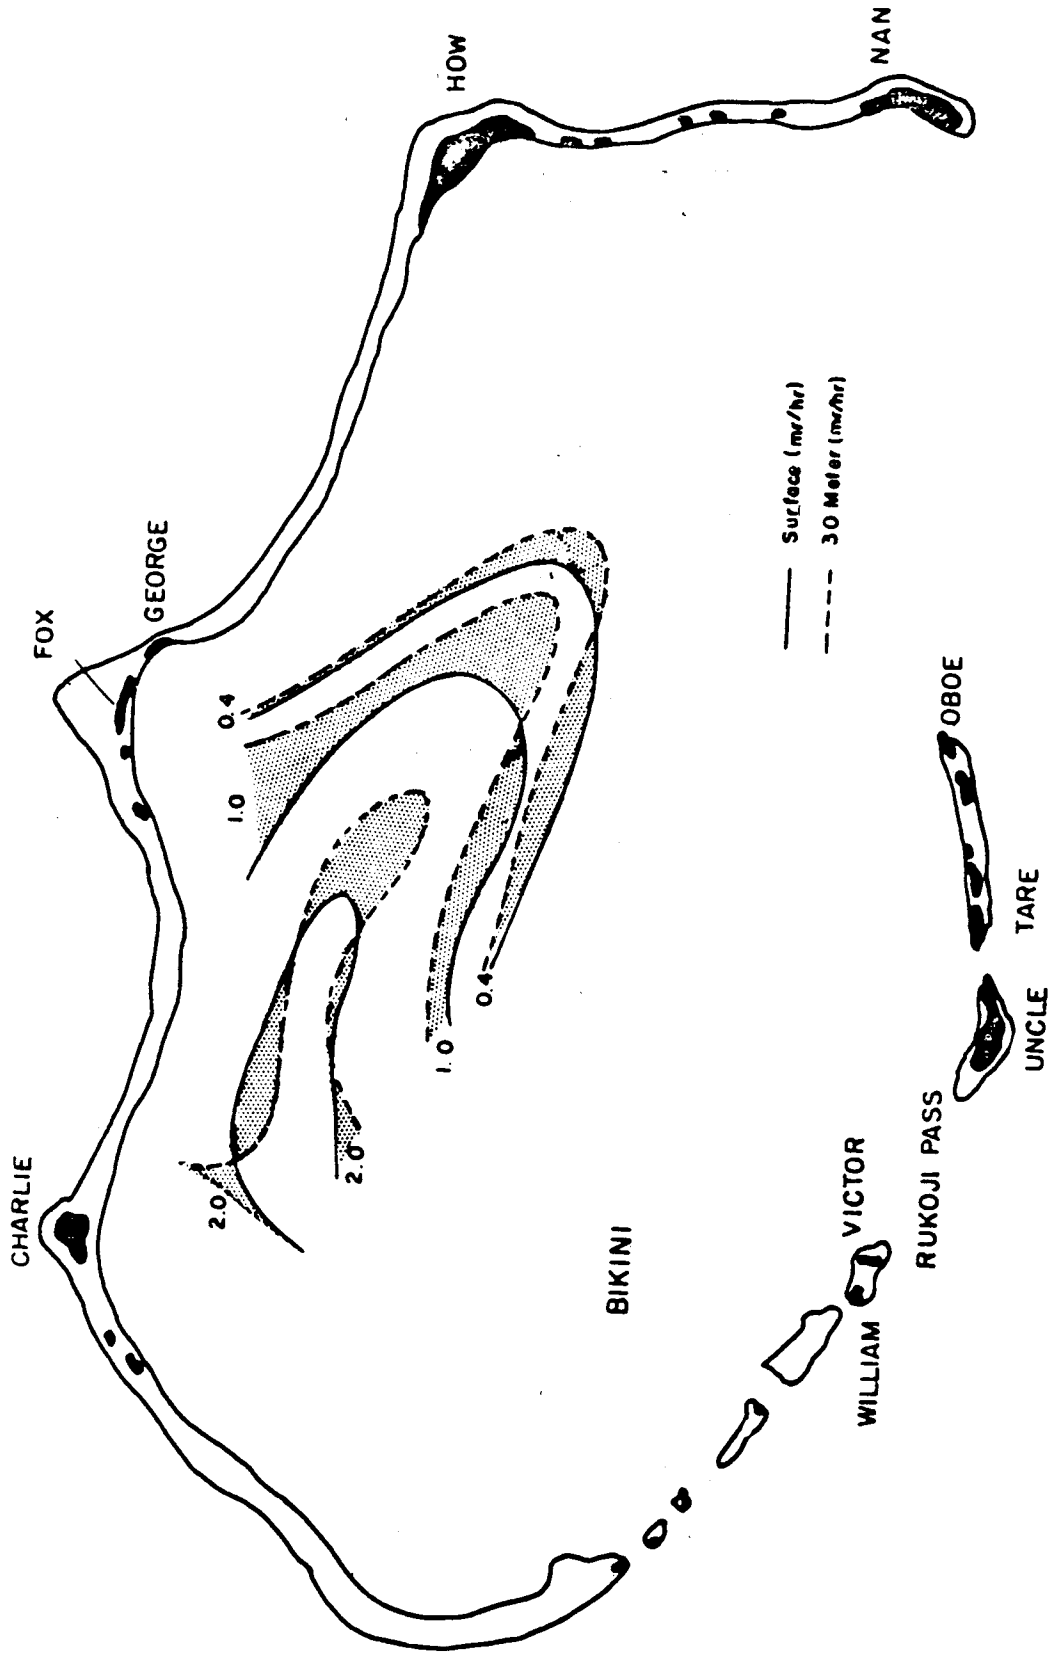 CHARLIE
FOX
GEORGE
HOW
NAN
2.0
2.0
1.0
0.4
1.0
0.4
Surface (mr/hr)
30 Meter (mr/hr)
BIKINI
WILLIAM
VICTOR
RUKOJI PASS
UNCLE
TARE
OBOE